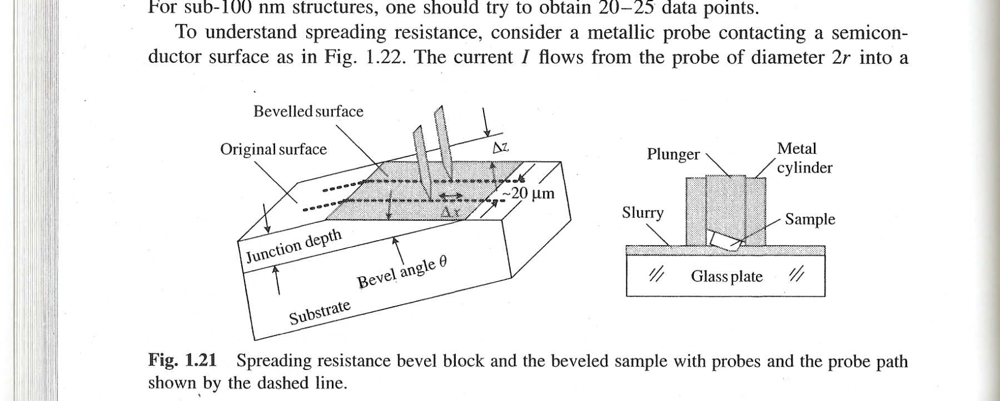 For sub-100 nm structures, one should try to obtain 20–25 data points.
To understand spreading resistance, consider a metallic probe contacting a semicon-
ductor surface as in Fig. 1.22. The current I flows from the probe of diameter 2r into a
Bevelled surface
Original surface
Δz
~20 μm
Δx
Junction depth
Bevel angle θ
Substrate
Plunger
Metal
cylinder
Slurry
Sample
Glass plate
Fig. 1.21 Spreading resistance bevel block and the beveled sample with probes and the probe path
shown by the dashed line.